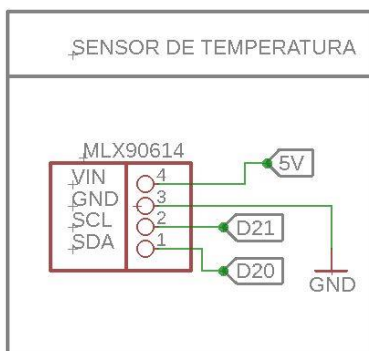 SENSOR DE TEMPERATURA
MLX90614
VIN 4 5V
GND 3
SCL 2 D21
SDA 1 D20
GND